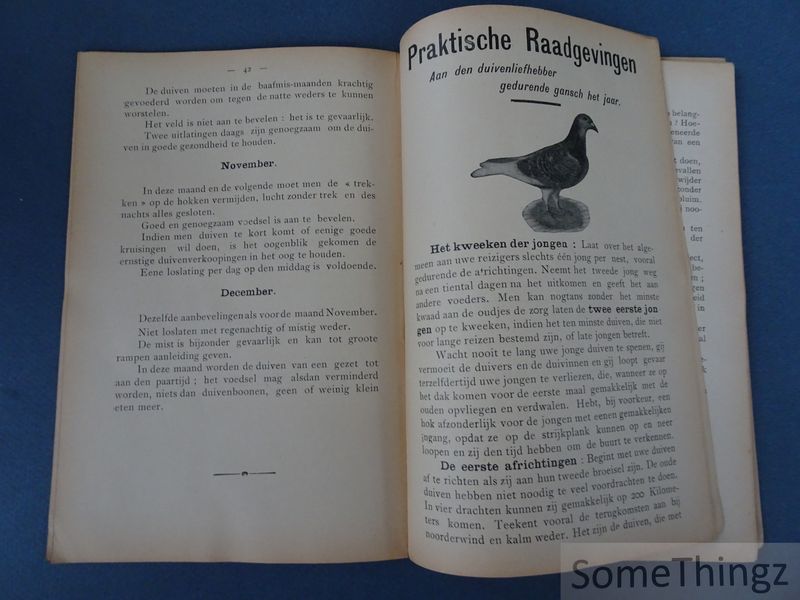 — 42 —
De duiven moeten in de baafmis-maanden krachtig
gevoederd worden om tegen de natte weders te kunnen
worstelen.
Het veld is niet aan te bevelen : het is te gevaarlijk.
Twee uitlatingen daags zijn genoegzaam om de dui-
ven in goede gezondheid te houden.
November.
In deze maand en de volgende moet men de « trek-
ken » op de hokken vermijden, lucht zonder trek en des
nachts alles gesloten.
Goed en genoegzaam voedsel is aan te bevelen.
Indien men duiven te kort komt of eenige goede
kruisingen wil doen, is het oogenblik gekomen de
ernstige duivenverkoopingen in het oog te houden.
Eene loslating per dag op den middag is voldoende.
December.
Dezelfde aanbevelingen als voor de maand November.
Niet loslaten met regenachtig of mistig weder.
De mist is bijzonder gevaarlijk en kan tot groote
rampen aanleiding geven.
In deze maand worden de duiven van een gezet tot
aan den paartijd ; het voedsel mag alsdan verminderd
worden, niets dan duivenboonen, geen of weinig klein
eten meer.
Praktische Raadgevingen
Aan den duivenliefhebber
gedurende gansch het jaar.
Het kweeken der jongen : Laat over het alge-
meen aan uwe reizigers slechts één jong per nest, vooral
gedurende de africhtingen. Neemt het tweede jong weg
na een tiental dagen na het uitkomen en geeft het aan
andere voeders. Men kan nogtans zonder het minste
kwaad aan de oudjes de zorg laten de twee eerste jon
gen op te kweeken, indien het ten minste duiven, die niet
voor lange reizen bestemd zijn, of late jongen betreft.
Wacht nooit te lang uwe jonge duiven te spenen, gij
vermoeit de duivers en de duivinnen en gij loopt gevaar
terzelfdertijd uwe jongen te verliezen, die, wanneer ze op
het dak komen voor de eerste maal gemakkelijk met de
ouden opvliegen en verdwalen. Hebt, bij voorkeur, een
hok afzonderlijk voor de jongen met eenen gemakkelijken
ingang, opdat ze op de strijkplank kunnen op en neer
loopen en zij den tijd hebben om de buurt te verkennen.
De eerste africhtingen : Begint met uwe duiven
af te richten als zij aan hun tweede broeisel zijn. De oude
duiven hebben niet noodig te veel voordrachten te doen.
In vier drachten kunnen zij gemakkelijk op 200 Kilome-
ters komen. Teekent vooral de terugkomsten aan bij
noorderwind en kalm weder. Het zijn de duiven, die met
belang-
? Hoe-
eneerde
van een
t doen,
vallen
wijder
zonder
pluim.
noo-
ten
der
ect,
be-
n ;
gen
eid
in
SomeThingz